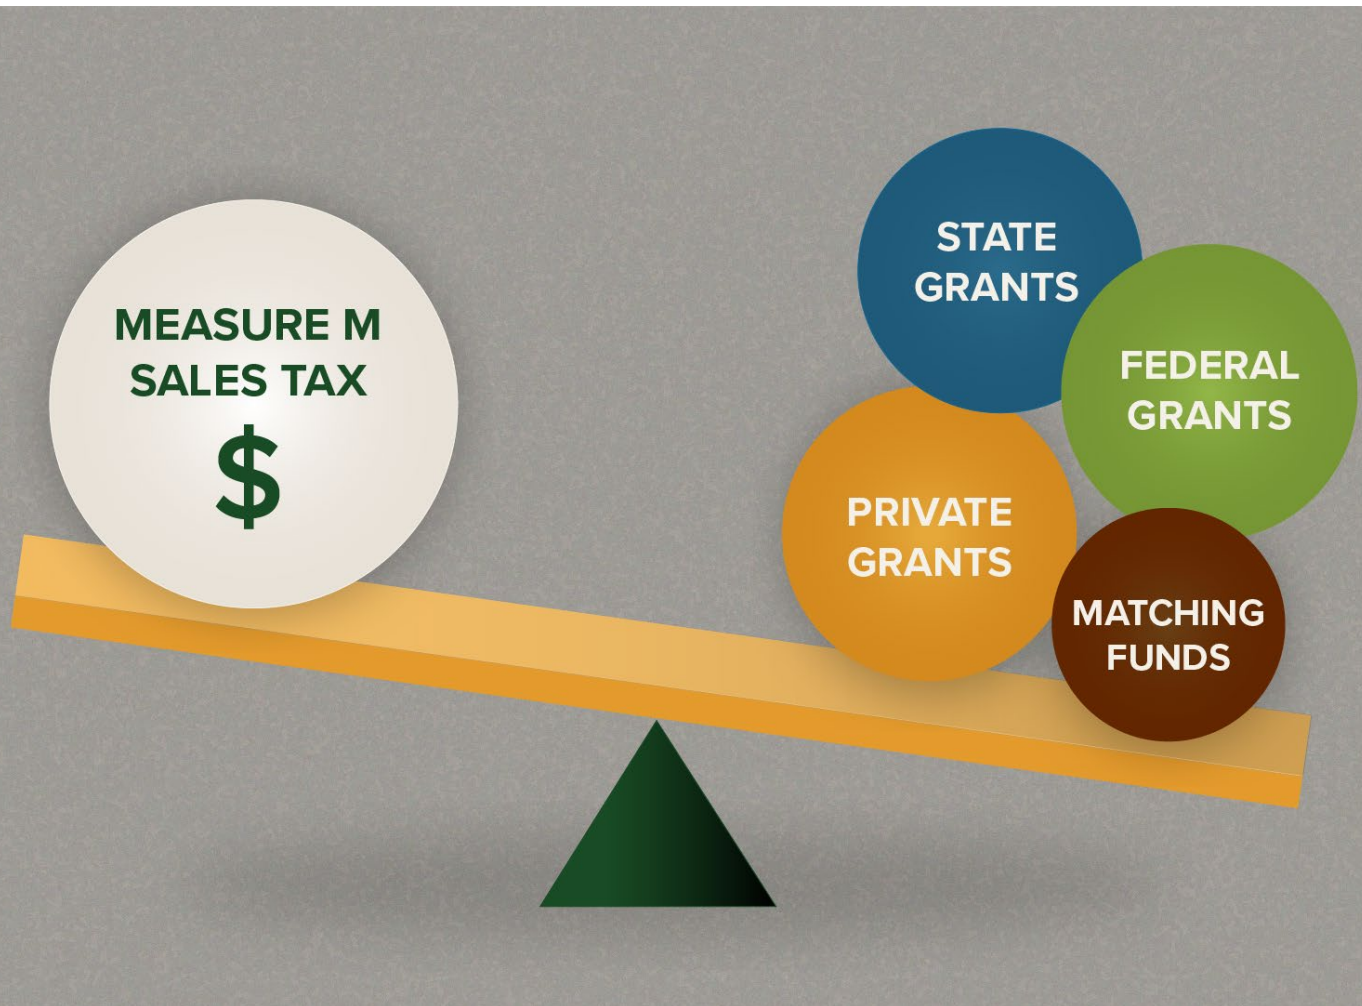 MEASURE M
SALES TAX
$
STATE
GRANTS
FEDERAL
GRANTS
PRIVATE
GRANTS
MATCHING
FUNDS